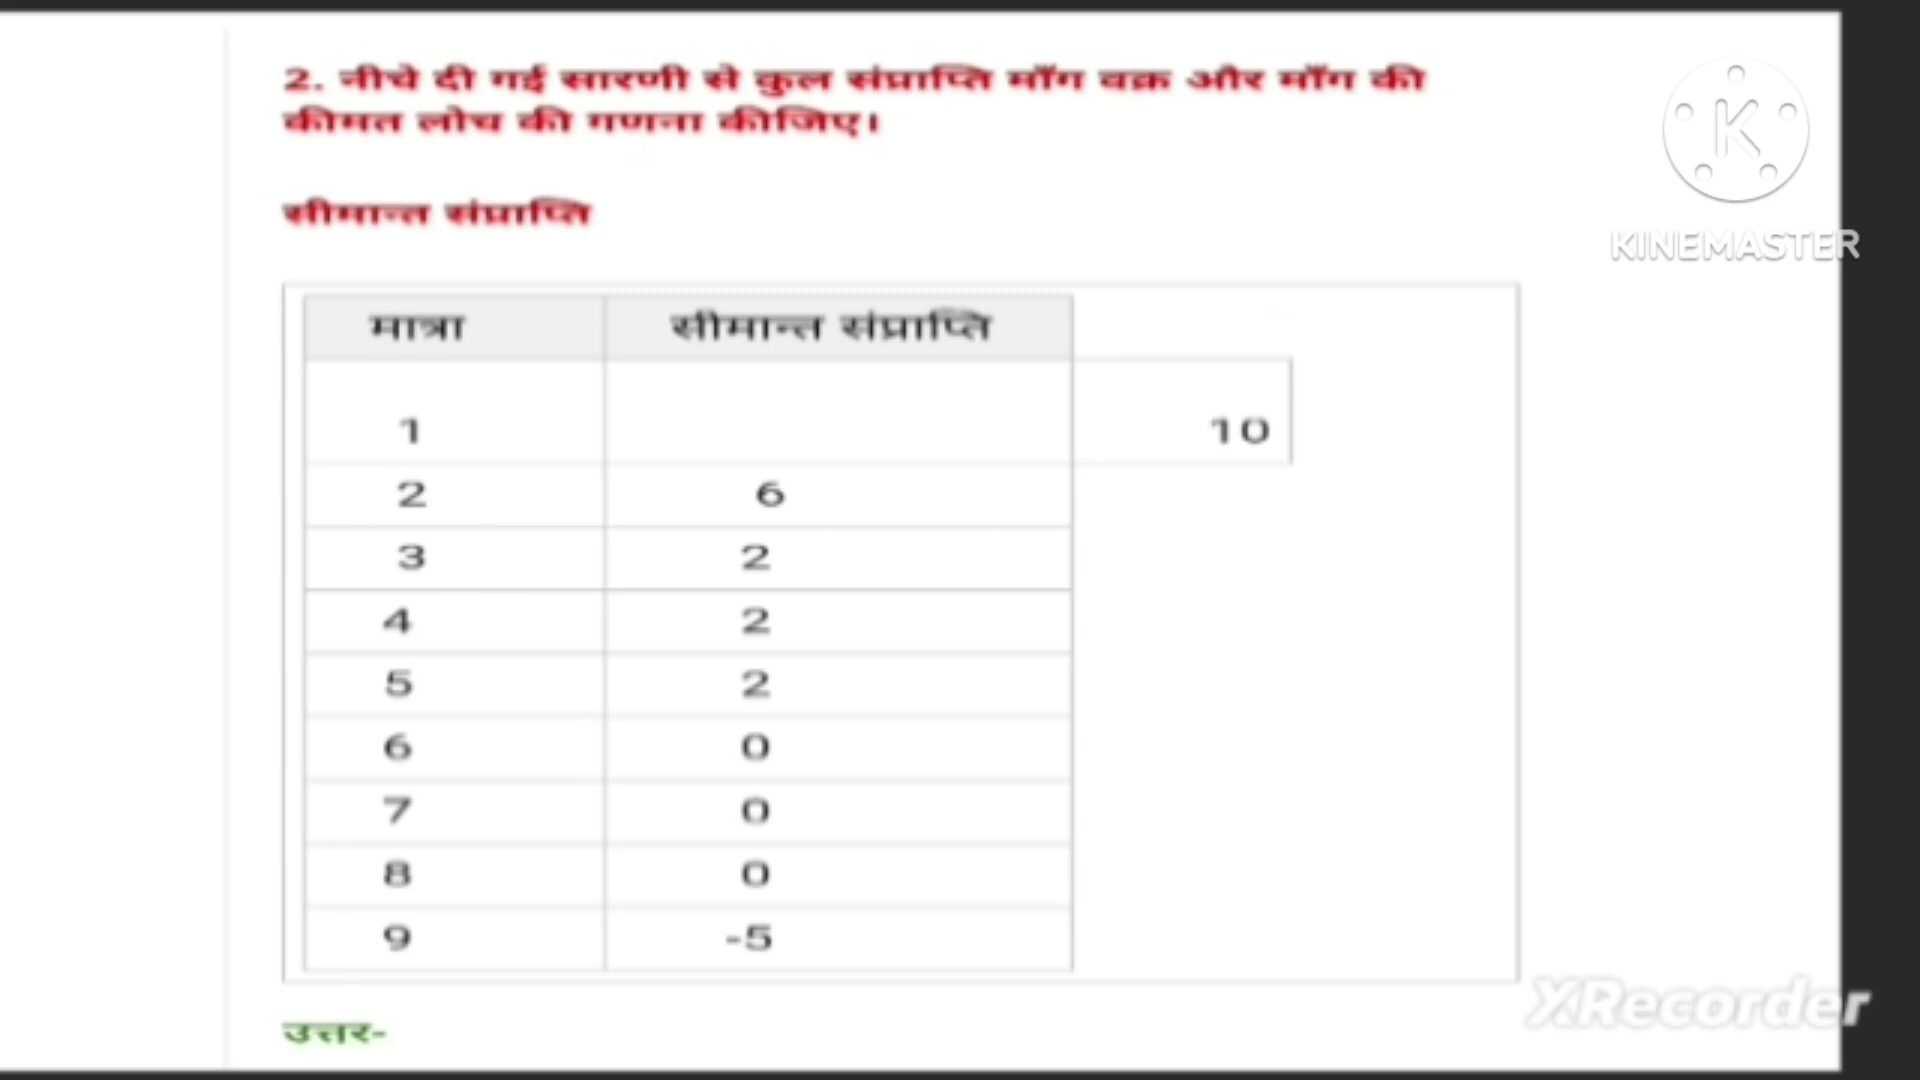 2. नीचे दी गई सारणी से कुल संप्राप्ति माँग वक्र और माँग की
कीमत लोच की गणना कीजिए।
सीमान्त संप्राप्ति
मात्रा सीमान्त संप्राप्ति
1 10
2 6
3 2
4 2
5 2
6 0
7 0
8 0
9 -5
उत्तर-
K
KINEMASTER
XRecorder